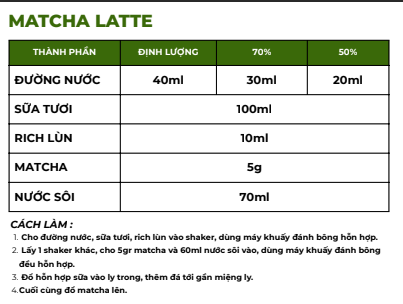 MATCHA LATTE
THÀNH PHẦN ĐỊNH LƯỢNG 70% 50%
ĐƯỜNG NƯỚC 40ml 30ml 20ml
SỮA TƯƠI 100ml
RICH LÙN 10ml
MATCHA 5g
NƯỚC SÔI 70ml
CÁCH LÀM :
1. Cho đường nước, sữa tươi, rich lùn vào shaker, dùng máy khuấy đánh bông hỗn hợp.
2. Lấy 1 shaker khác, cho 5gr matcha và 60ml nước sôi vào, dùng máy khuấy đánh bông
đều hỗn hợp.
3. Đổ hỗn hợp sữa vào ly trong, thêm đá tới gần miệng ly.
4.Cuối cùng đổ matcha lên.